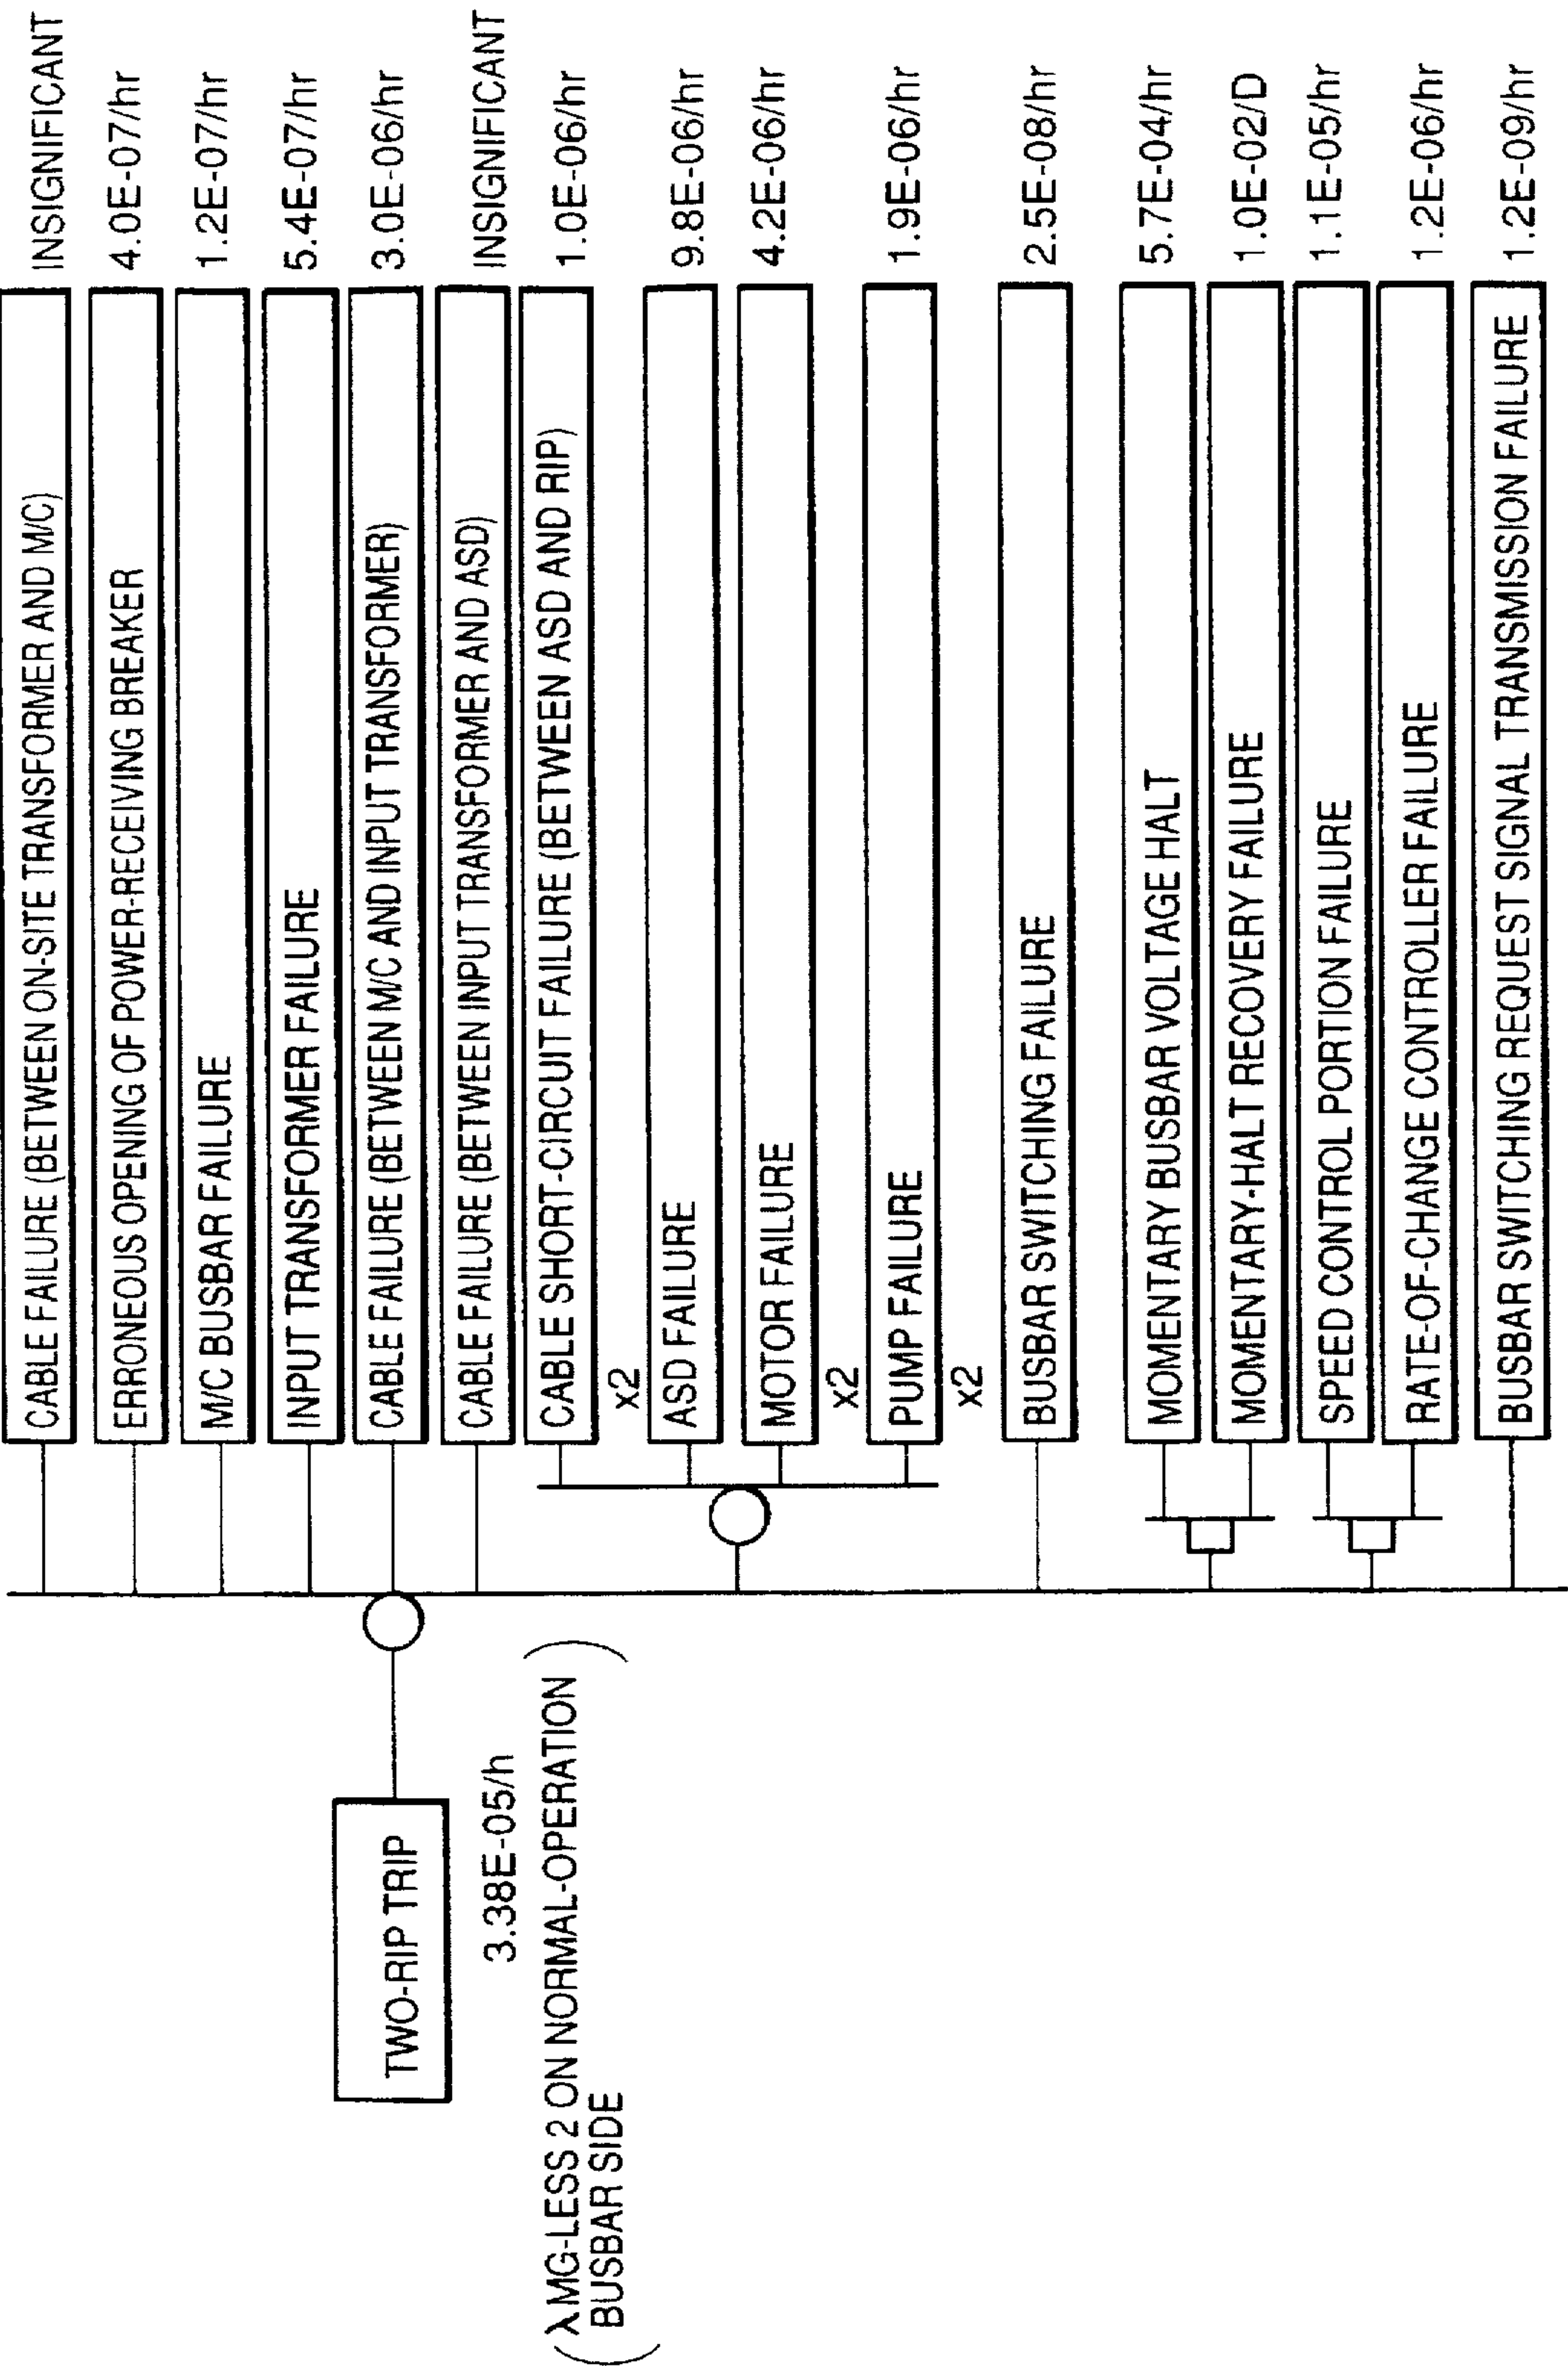 TWO-RIP TRIP
3.38E-05/h
( λ MG-LESS 2 ON NORMAL-OPERATION
BUSBAR SIDE )
CABLE FAILURE (BETWEEN ON-SITE TRANSFORMER AND M/C) INSIGNIFICANT
ERRONEOUS OPENING OF POWER-RECEIVING BREAKER 4.0E-07/hr
M/C BUSBAR FAILURE 1.2E-07/hr
INPUT TRANSFORMER FAILURE 5.4E-07/hr
CABLE FAILURE (BETWEEN M/C AND INPUT TRANSFORMER) 3.0E-06/hr
CABLE FAILURE (BETWEEN INPUT TRANSFORMER AND ASD) INSIGNIFICANT
CABLE SHORT-CIRCUIT FAILURE (BETWEEN ASD AND RIP) 1.0E-06/hr
x2
ASD FAILURE 9.8E-06/hr
MOTOR FAILURE 4.2E-06/hr
x2
PUMP FAILURE 1.9E-06/hr
x2
BUSBAR SWITCHING FAILURE 2.5E-08/hr
MOMENTARY BUSBAR VOLTAGE HALT 5.7E-04/hr
MOMENTARY-HALT RECOVERY FAILURE 1.0E-02/D
SPEED CONTROL PORTION FAILURE 1.1E-05/hr
RATE-OF-CHANGE CONTROLLER FAILURE 1.2E-06/hr
BUSBAR SWITCHING REQUEST SIGNAL TRANSMISSION FAILURE 1.2E-09/hr